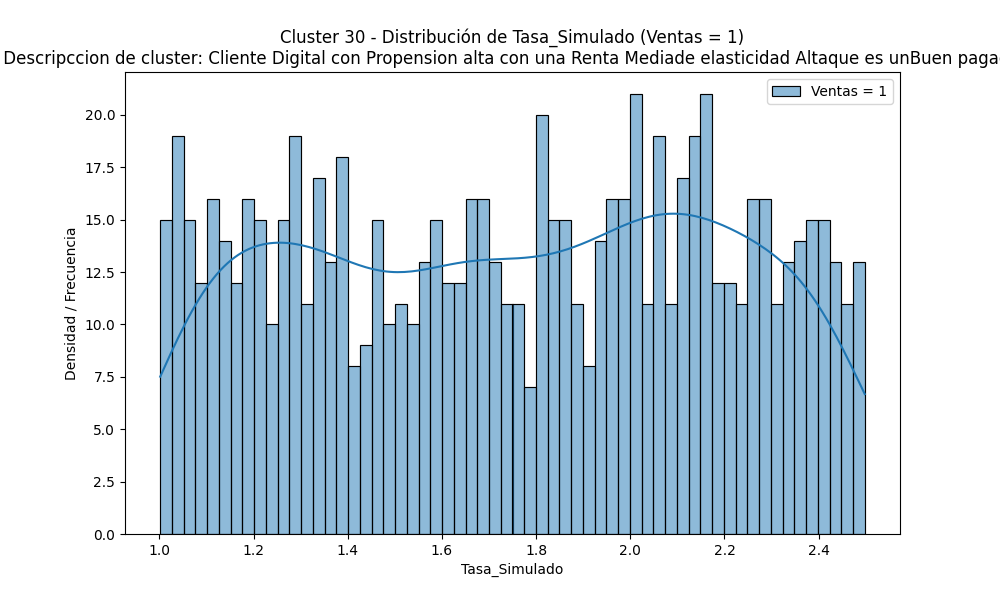 Cluster 30 - Distribución de Tasa_Simulado (Ventas = 1)
Descripccion de cluster: Cliente Digital con Propension alta con una Renta Mediade elasticidad Altaque es unBuen
Ventas = 1
Densidad / Frecuencia
20.0
17.5
15.0
12.5
10.0
7.5
5.0
2.5
0.0
1.0 1.2 1.4 1.6 1.8 2.0 2.2 2.4
Tasa_Simulado